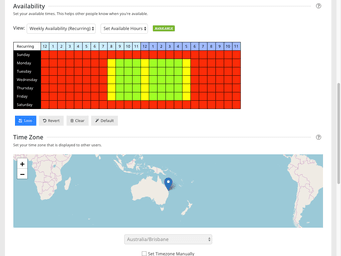 Availability
Set your available times. This helps other people know when you're available.
View: Weekly Availability (Recurring) Set Available Hours AVAILABLE
Recurring 12 1 2 3 4 5 6 7 8 9 10 11 12 1 2 3 4 5 6 7 8 9 10 11
Sunday
Monday
Tuesday
Wednesday
Thursday
Friday
Saturday
Save Revert Clear Default
Time Zone
Set your time zone that is displayed to other users.
+
−
Australia/Brisbane
Set Timezone Manually